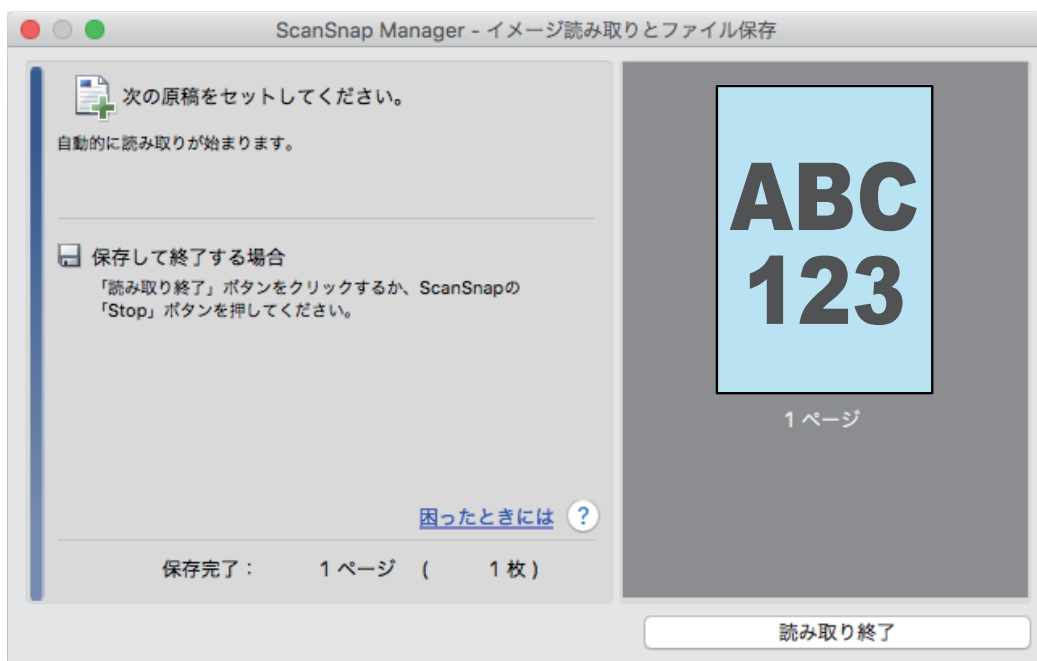 ScanSnap Manager - イメージ読み取りとファイル保存
次の原稿をセットしてください。
自動的に読み取りが始まります。
保存して終了する場合
「読み取り終了」ボタンをクリックするか、ScanSnapの
「Stop」ボタンを押してください。
困ったときには ?
保存完了： 1 ページ ( 1 枚 )
ABC
123
1 ページ
読み取り終了